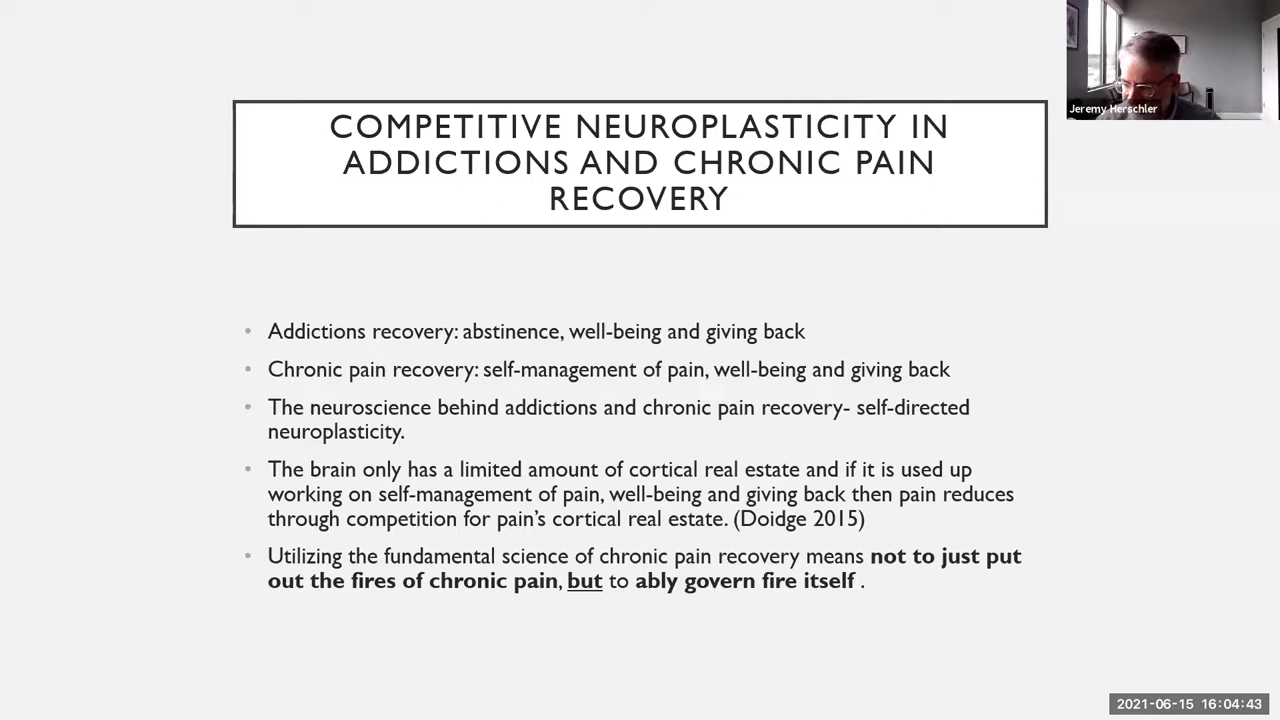 Jeremy Herschler
COMPETITIVE NEUROPLASTICITY IN
ADDICTIONS AND CHRONIC PAIN
RECOVERY
• Addictions recovery: abstinence, well-being and giving back
• Chronic pain recovery: self-management of pain, well-being and giving back
• The neuroscience behind addictions and chronic pain recovery- self-directed
neuroplasticity.
• The brain only has a limited amount of cortical real estate and if it is used up
working on self-management of pain, well-being and giving back then pain reduces
through competition for pain's cortical real estate. (Doidge 2015)
• Utilizing the fundamental science of chronic pain recovery means not to just put
out the fires of chronic pain, but to ably govern fire itself .
2021-06-15 16:04:43